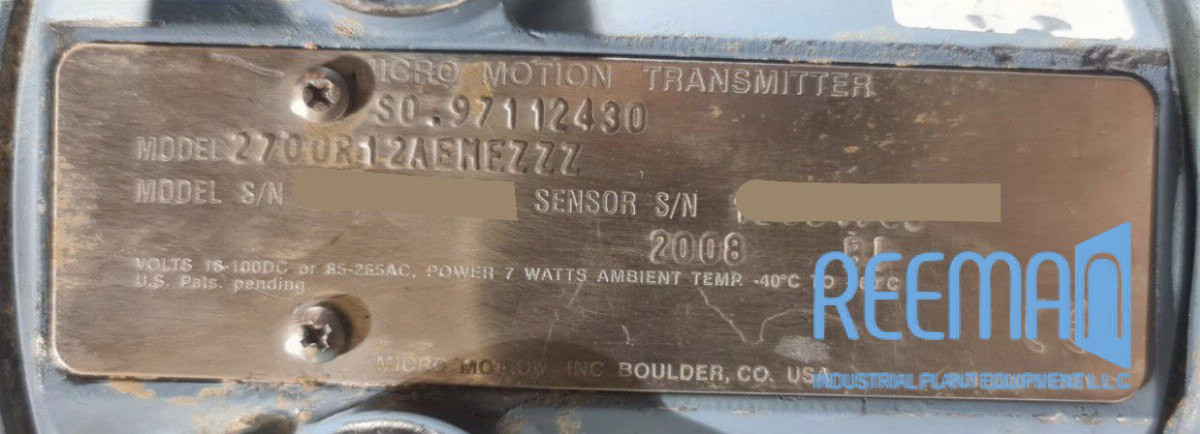 MICRO MOTION TRANSMITTER
SO.97112430
MODEL 2700R12AEMEZZZ
MODEL S/N SENSOR S/N
2008
VOLTS 18-100DC or 85-265AC, POWER 7 WATTS AMBIENT TEMP. -40°C TO
U.S. Pats. pending
MICRO MOTION INC BOULDER, CO. USA
REEMAN
INDUSTRIAL PLANT EQUIPMENT L.L.C